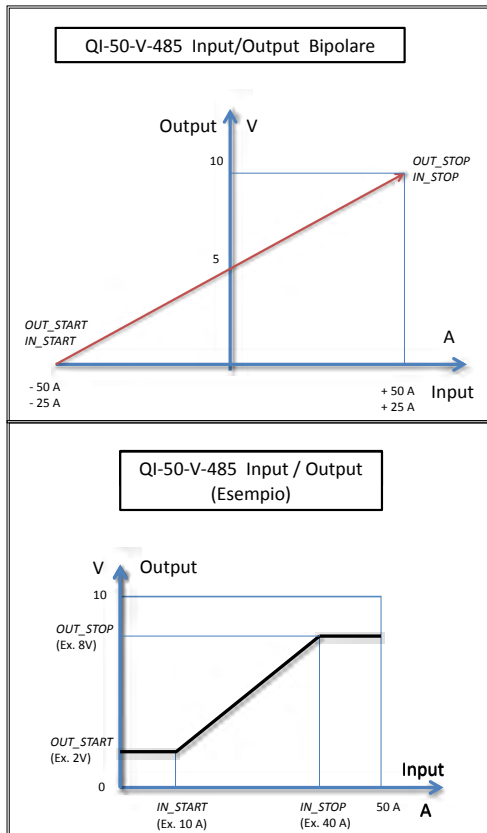 QI-50-V-485 Input/Output Bipolare
Output V
10
OUT_STOP
IN_STOP
5
OUT_START
IN_START
A
- 50 A
- 25 A
+ 50 A
+ 25 A
Input
QI-50-V-485 Input / Output
(Esempio)
V Output
10
OUT_STOP
(Ex. 8V)
OUT_START
(Ex. 2V)
0
Input
IN_START
(Ex. 10 A)
IN_STOP
(Ex. 40 A)
50 A
A